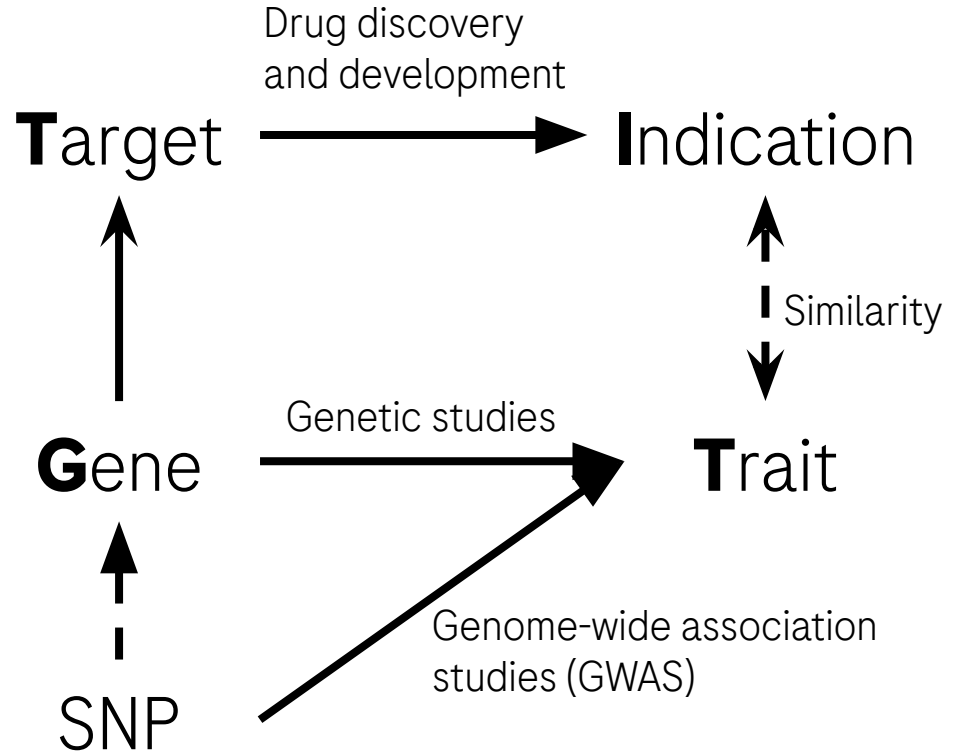 Drug discovery
and development
Target
Indication
Similarity
Genetic studies
Gene
Trait
Genome-wide association
studies (GWAS)
SNP